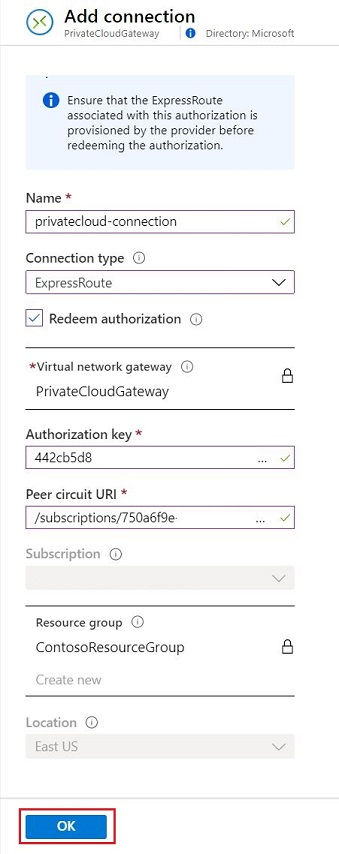 Add connection
PrivateCloudGateway
Directory: Microsoft
Ensure that the ExpressRoute
associated with this authorization is
provisioned by the provider before
redeeming the authorization.
Name *
privatecloud-connection
Connection type
ExpressRoute
Redeem authorization
*Virtual network gateway
PrivateCloudGateway
Authorization key *
442cb5d8 ...
Peer circuit URI *
/subscriptions/750a6f9e- ...
Subscription
Resource group
ContosoResourceGroup
Create new
Location
East US
OK